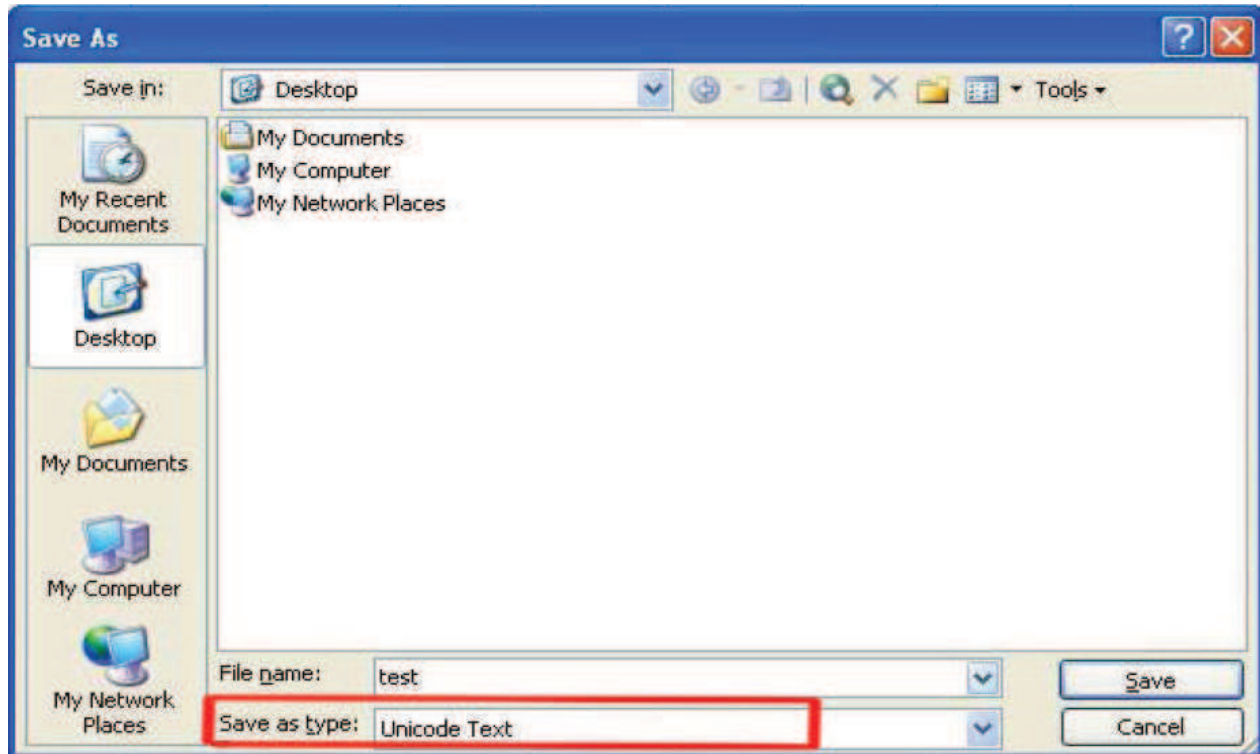 Save As
Save in:
Desktop
Tools
My Documents
My Computer
My Network Places
My Recent
Documents
Desktop
My Documents
My Computer
My Network
Places
File name:
test
Save
Save as type:
Unicode Text
Cancel